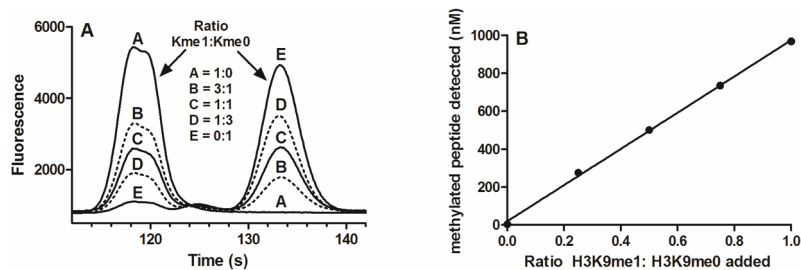 A
Ratio
Kme1:Kme0
A = 1:0
B = 3:1
C = 1:1
D = 1:3
E = 0:1
A
B
C
D
E
E
D
C
B
A
Fluorescence
6000
4000
2000
120
130
140
Time (s)
B
methylated peptide detected (nM)
1000
800
600
400
200
0
0.0
0.2
0.4
0.6
0.8
1.0
Ratio H3K9me1: H3K9me0 added